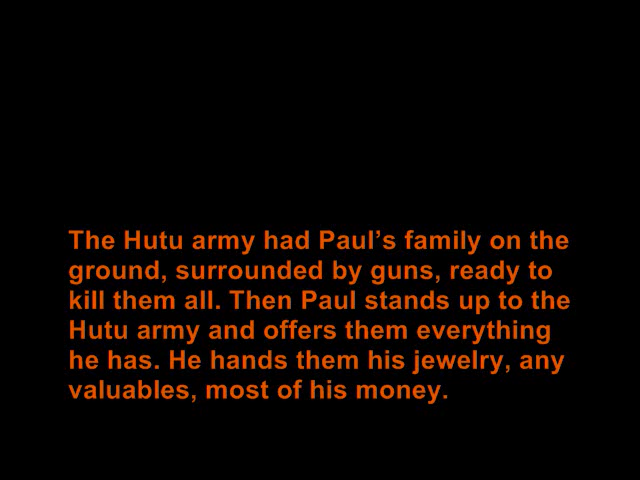 The Hutu army had Paul’s family on the
ground, surrounded by guns, ready to
kill them all. Then Paul stands up to the
Hutu army and offers them everything
he has. He hands them his jewelry, any
valuables, most of his money.